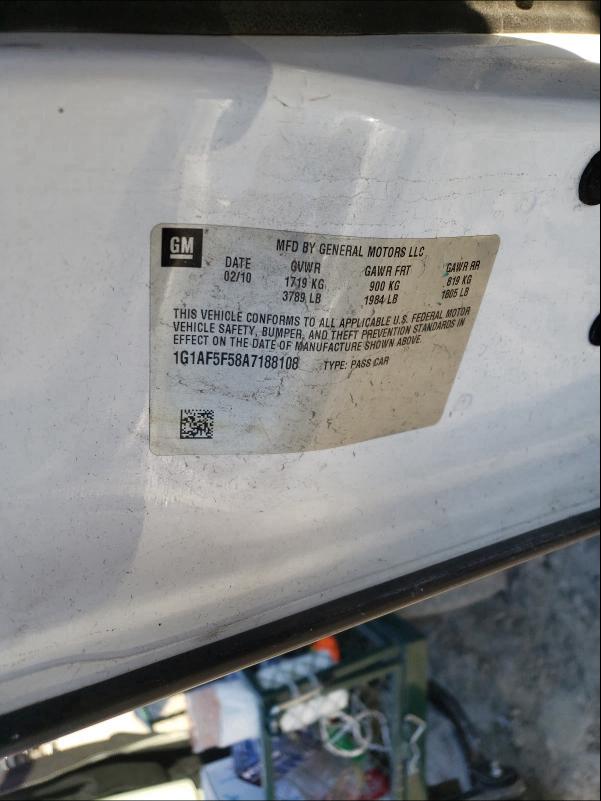 GM
MFD BY GENERAL MOTORS LLC
DATE GVWR GAWR FRT GAWR RR
02/10 1719 KG 900 KG 819 KG
3789 LB 1984 LB 1805 LB
THIS VEHICLE CONFORMS TO ALL APPLICABLE U.S. FEDERAL MOTOR
VEHICLE SAFETY, BUMPER, AND THEFT PREVENTION STANDARDS IN
EFFECT ON THE DATE OF MANUFACTURE SHOWN ABOVE.
1G1AF5F58A7188108 TYPE: PASS CAR